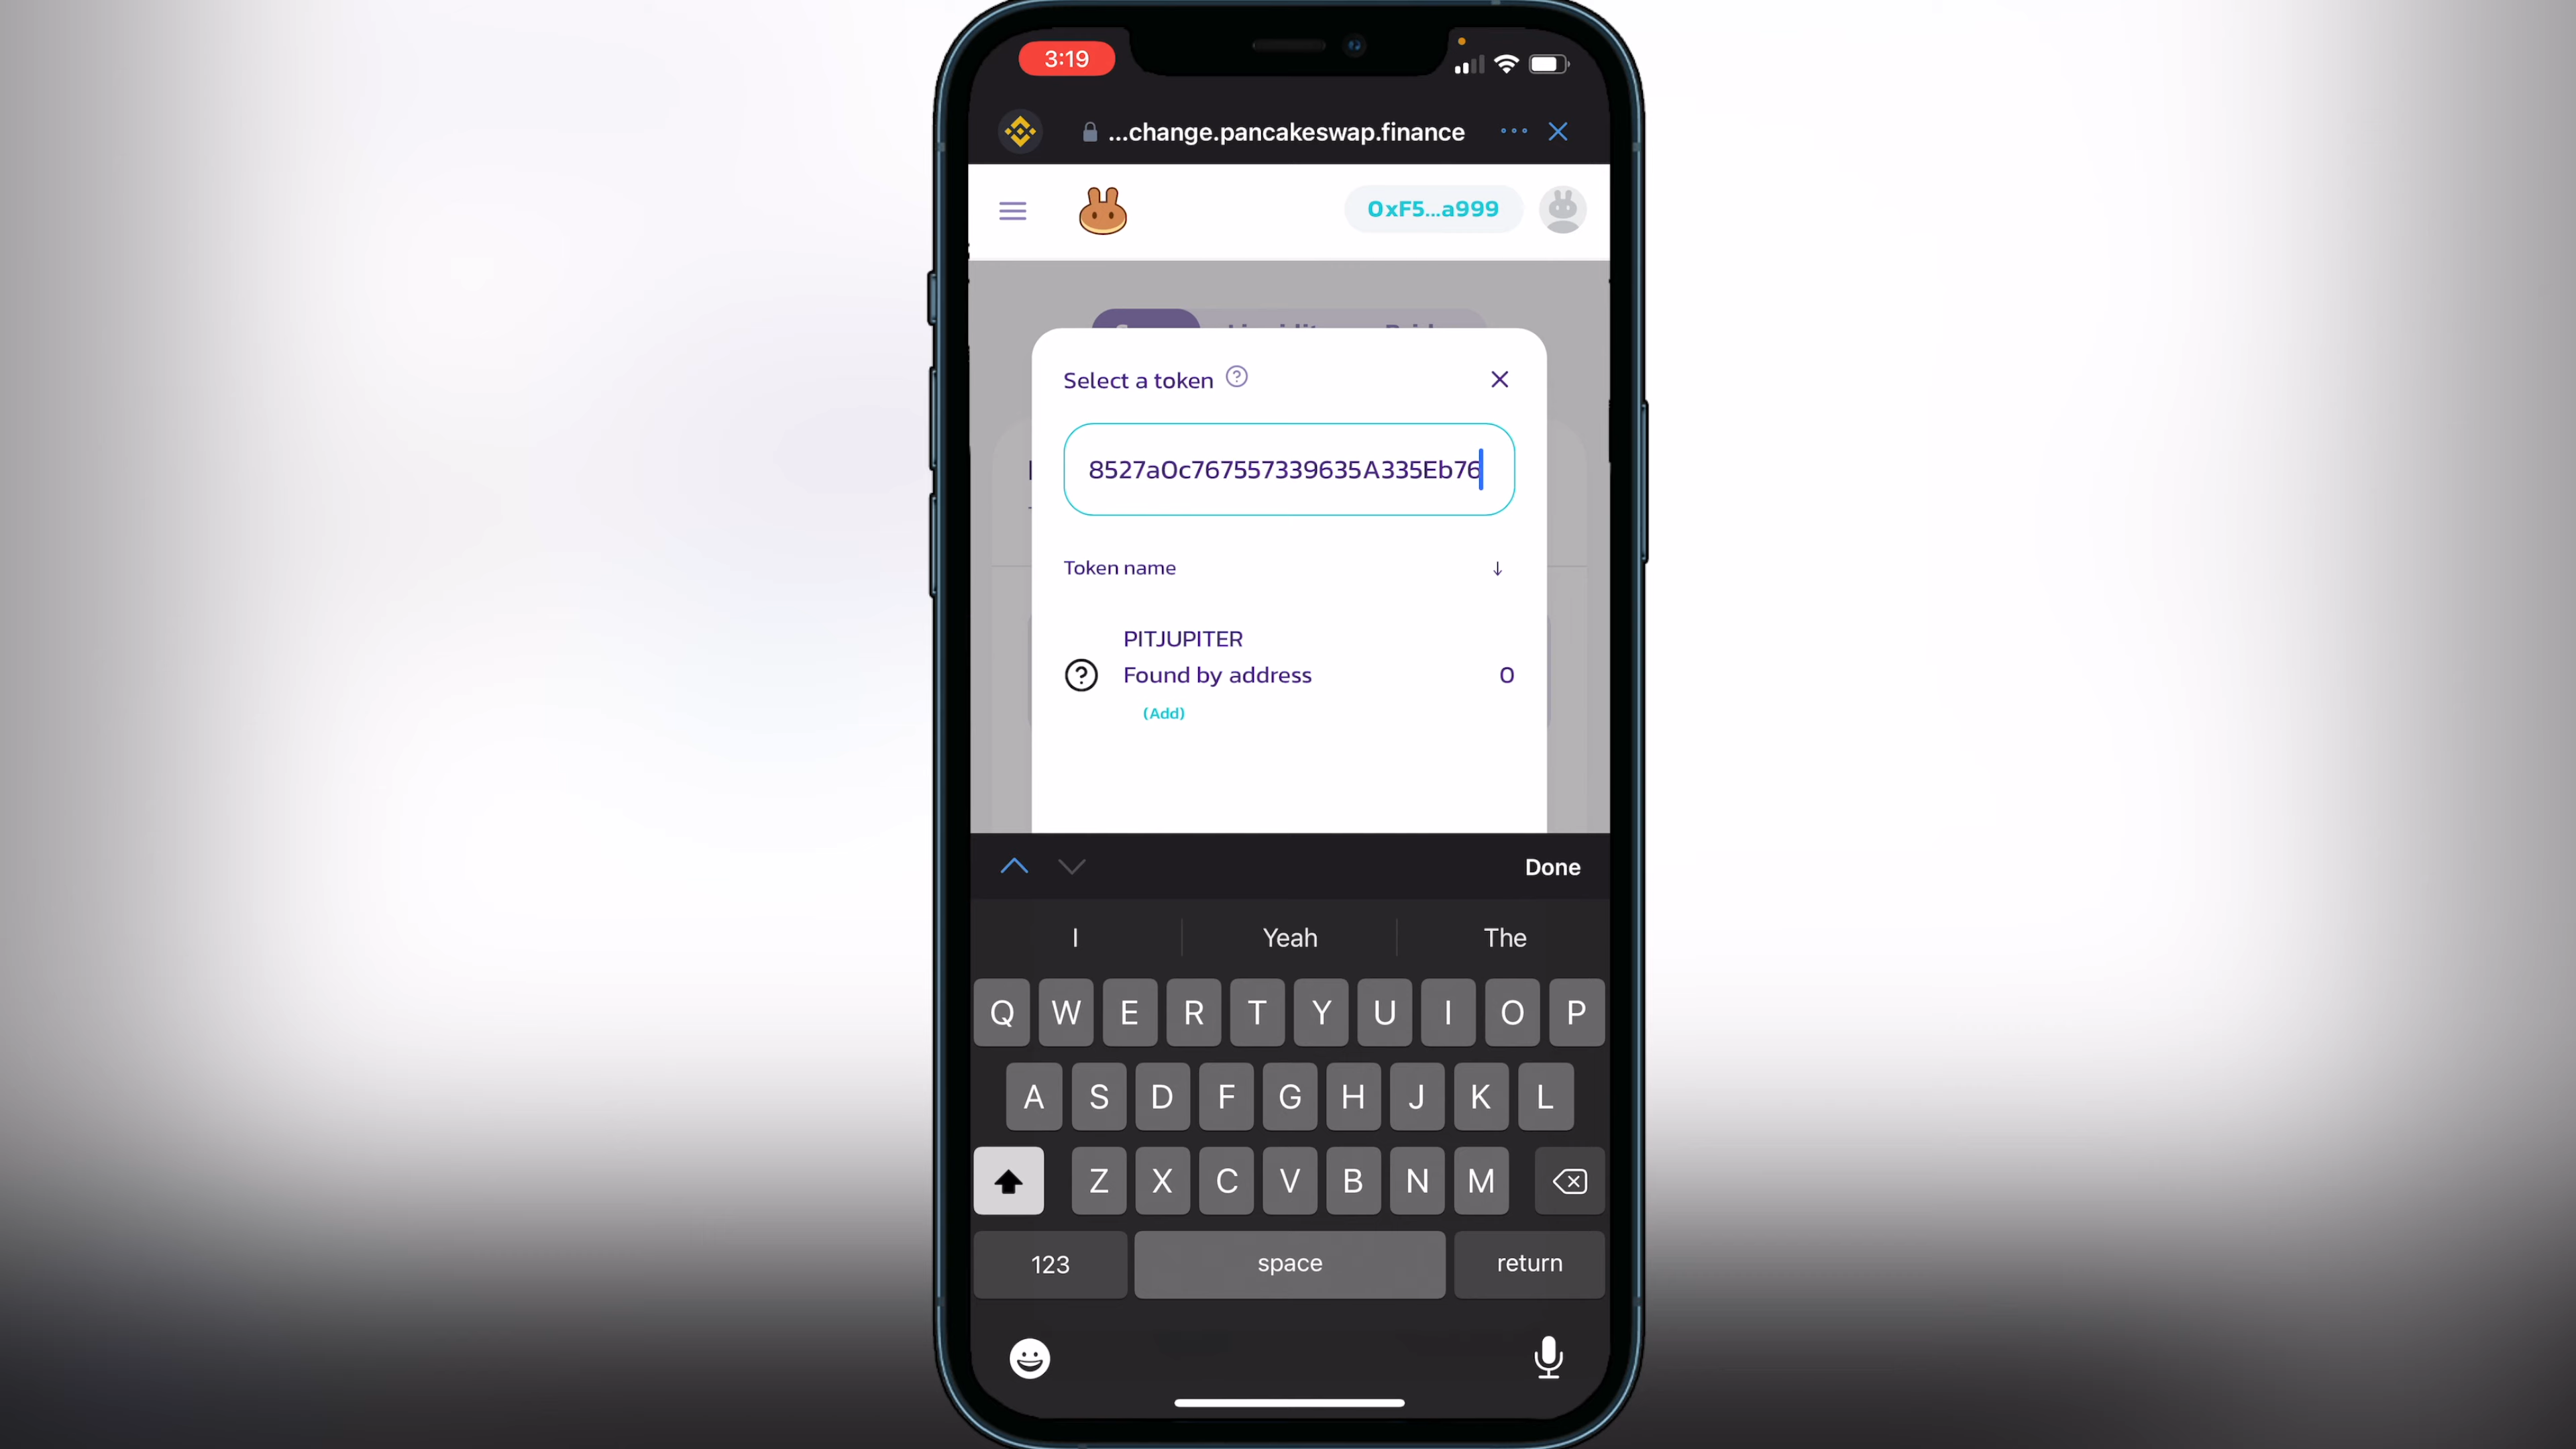 3:19
...change.pancakeswap.finance
0xF5...a999
Select a token
8527a0c767557339635A335Eb76
Token name
PITJUPITER
Found by address 0
(Add)
Done
I Yeah The
Q W E R T Y U I O P
A S D F G H J K L
Z X C V B N M
123 space return